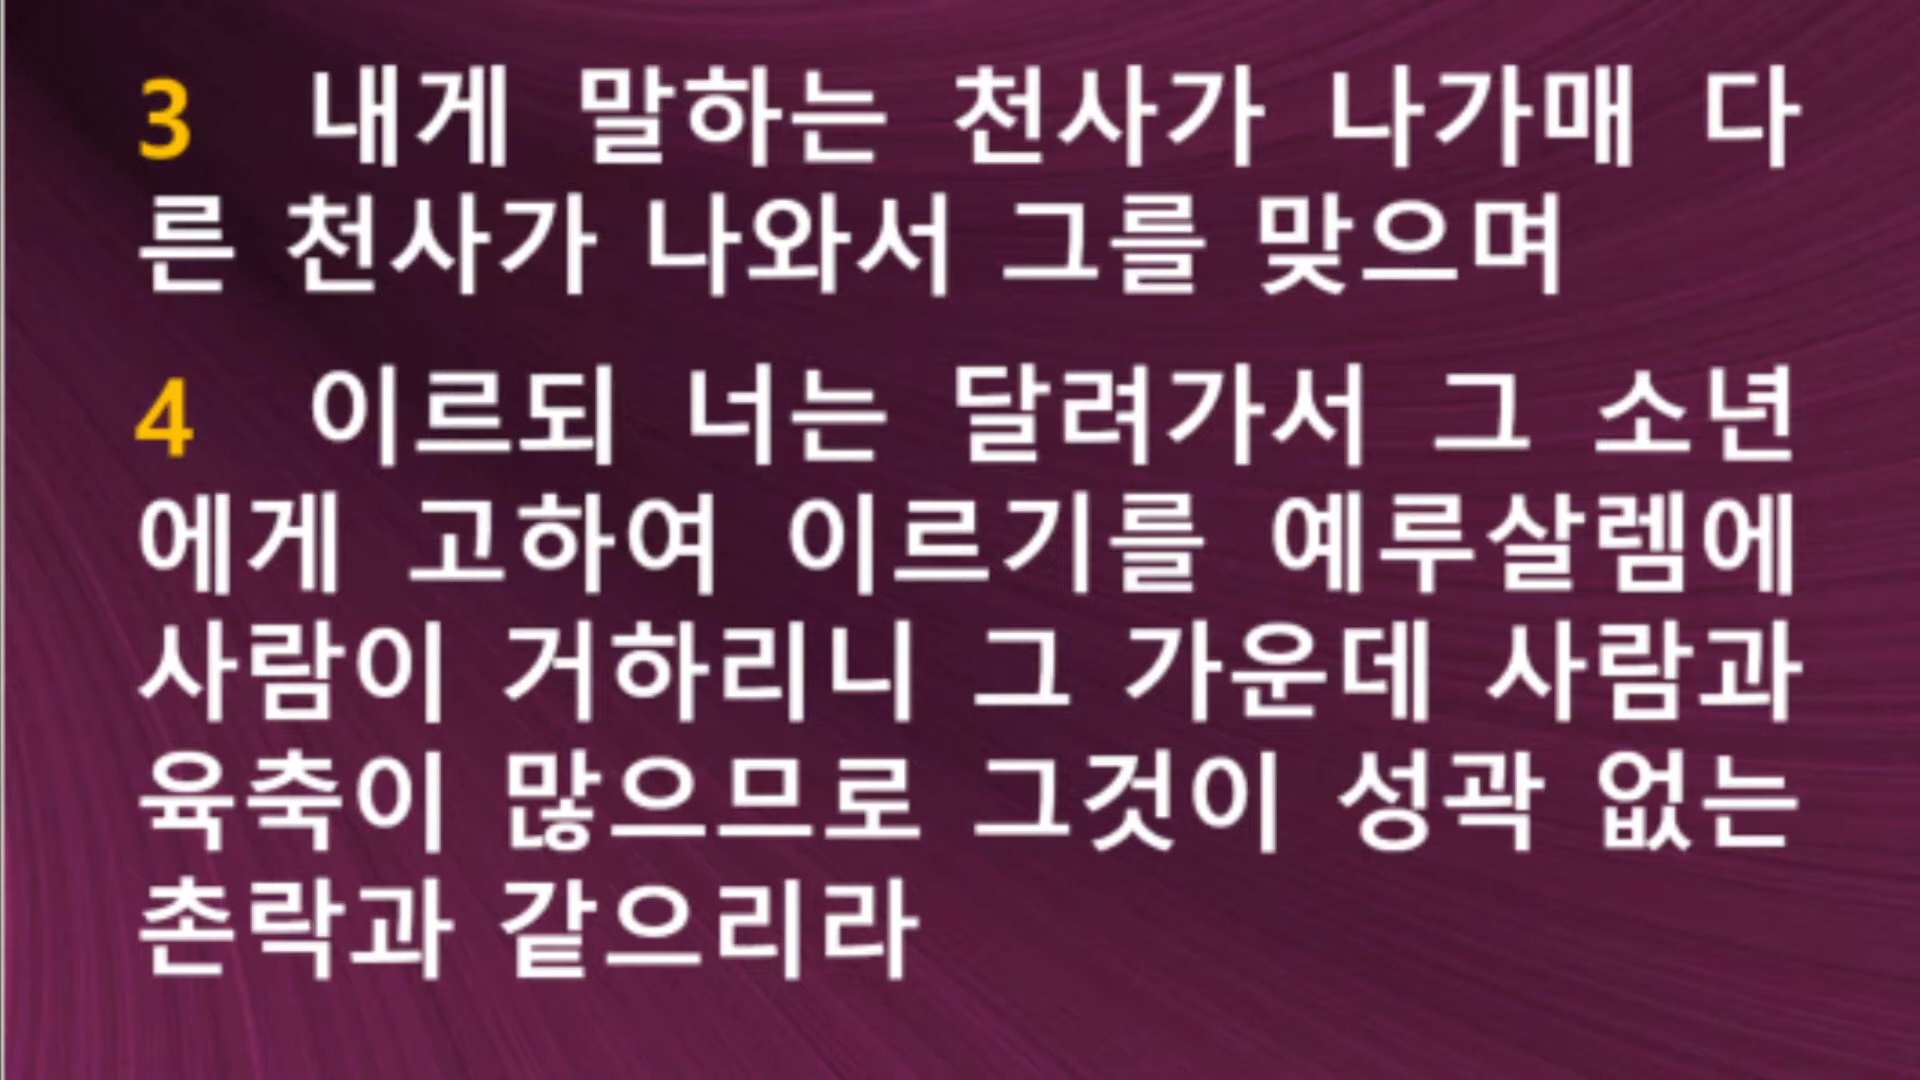 3 내게 말하는 천사가 나가매 다
른 천사가 나와서 그를 맞으며
4 이르되 너는 달려가서 그 소년
에게 고하여 이르기를 예루살렘에
사람이 거하리니 그 가운데 사람과
육축이 많으므로 그것이 성곽 없는
촌락과 같으리라